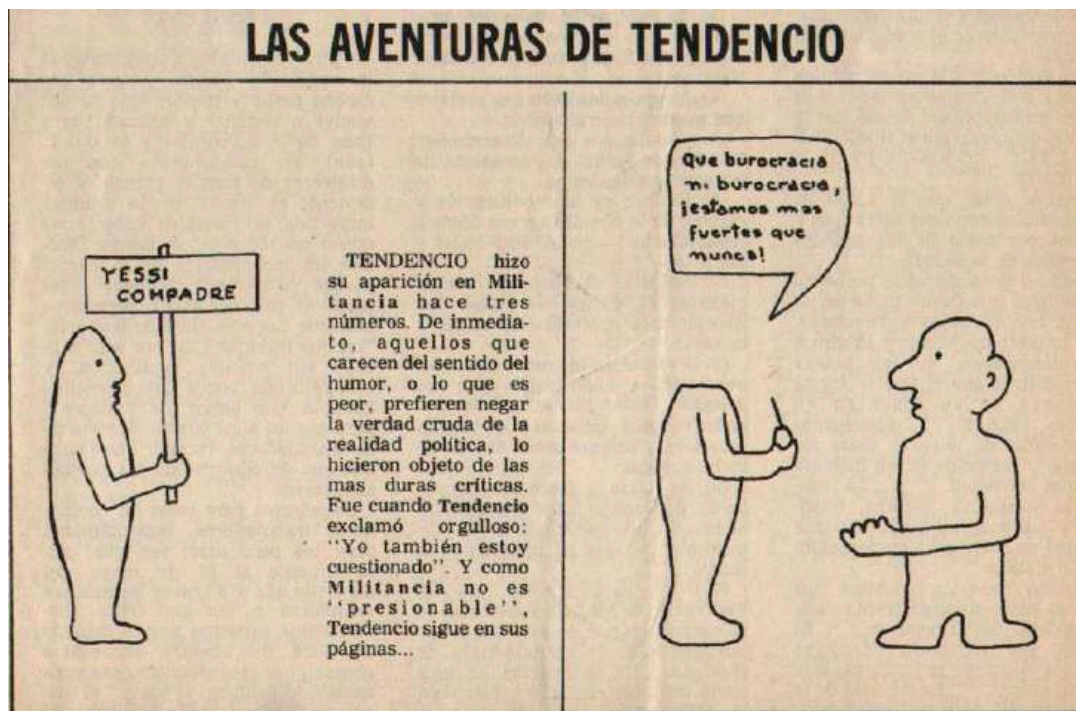 LAS AVENTURAS DE TENDENCIO
YESSI
COMPADRE
TENDENCIO hizo
su aparición en Mili-
tancia hace tres
números. De inmedia-
to, aquellos que
carecen del sentido del
humor, o lo que es
peor, prefieren negar
la verdad cruda de la
realidad política, lo
hicieron objeto de las
mas duras críticas.
Fue cuando Tendencio
exclamó orgulloso:
"Yo también estoy
cuestionado". Y como
Militancia no es
"presionable",
Tendencio sigue en sus
páginas...
Que burocracia
ni burocracia,
¡estamos mas
fuertes que
nunca!